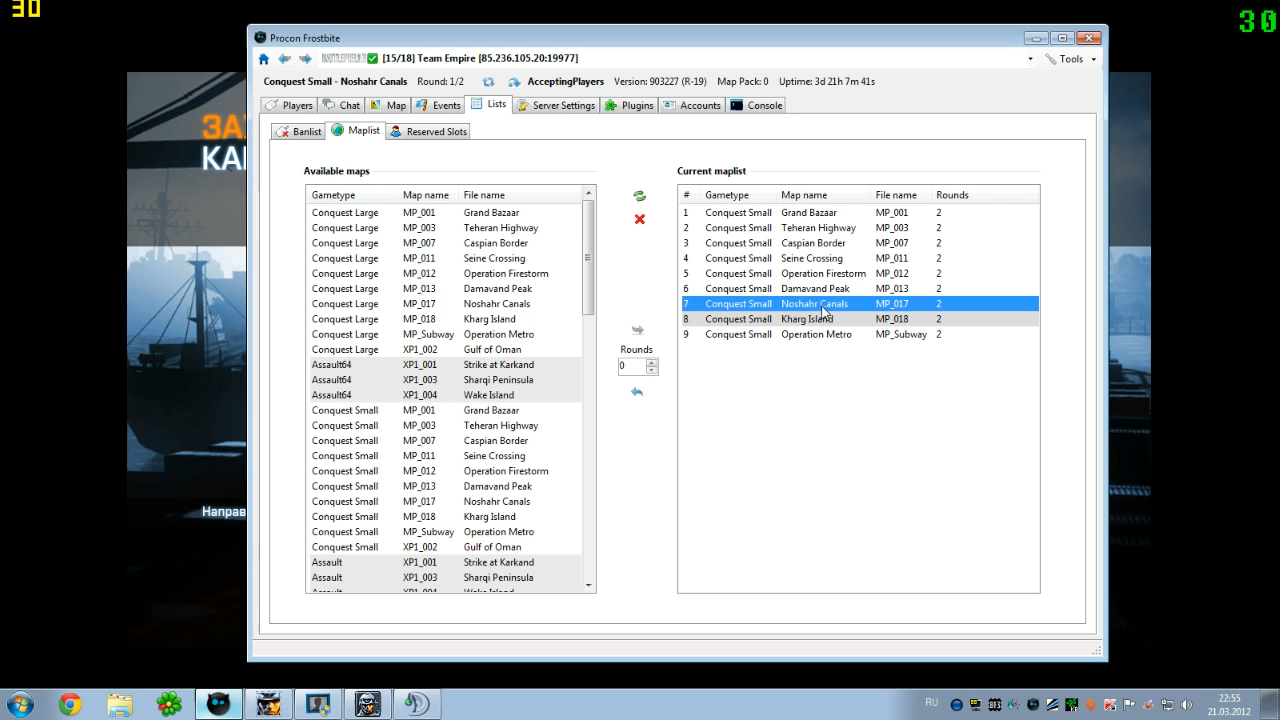 30
30
Procon Frostbite
BATTLEFIELD 3 [15/18] Team Empire [85.236.105.20:19977]
Tools
Conquest Small - Noshahr Canals Round: 1/2 AcceptingPlayers Version: 903227 (R-19) Map Pack: 0 Uptime: 3d 21h 7m 41s
Players Chat Map Events Lists Server Settings Plugins Accounts Console
Banlist Maplist Reserved Slots
ЗА
КА
Направ
Available maps
Gametype Map name File name
Conquest Large MP_001 Grand Bazaar
Conquest Large MP_003 Teheran Highway
Conquest Large MP_007 Caspian Border
Conquest Large MP_011 Seine Crossing
Conquest Large MP_012 Operation Firestorm
Conquest Large MP_013 Damavand Peak
Conquest Large MP_017 Noshahr Canals
Conquest Large MP_018 Kharg Island
Conquest Large MP_Subway Operation Metro
Conquest Large XP1_002 Gulf of Oman
Assault64 XP1_001 Strike at Karkand
Assault64 XP1_003 Sharqi Peninsula
Assault64 XP1_004 Wake Island
Conquest Small MP_001 Grand Bazaar
Conquest Small MP_003 Teheran Highway
Conquest Small MP_007 Caspian Border
Conquest Small MP_011 Seine Crossing
Conquest Small MP_012 Operation Firestorm
Conquest Small MP_013 Damavand Peak
Conquest Small MP_017 Noshahr Canals
Conquest Small MP_018 Kharg Island
Conquest Small MP_Subway Operation Metro
Conquest Small XP1_002 Gulf of Oman
Assault XP1_001 Strike at Karkand
Assault XP1_003 Sharqi Peninsula
Assault XP1_004 Wake Island
Rounds
0
Current maplist
# Gametype Map name File name Rounds
1 Conquest Small Grand Bazaar MP_001 2
2 Conquest Small Teheran Highway MP_003 2
3 Conquest Small Caspian Border MP_007 2
4 Conquest Small Seine Crossing MP_011 2
5 Conquest Small Operation Firestorm MP_012 2
6 Conquest Small Damavand Peak MP_013 2
7 Conquest Small Noshahr Canals MP_017 2
8 Conquest Small Kharg Island MP_018 2
9 Conquest Small Operation Metro MP_Subway 2
RU
22:55
21.03.2012